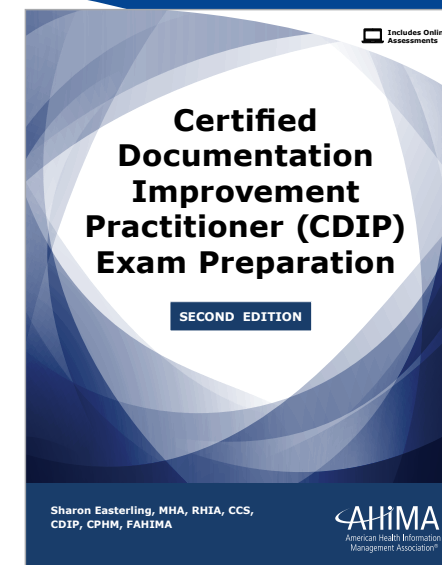 Includes Onlin
Assessments
Certified
Documentation
Improvement
Practitioner (CDIP)
Exam Preparation
SECOND EDITION
Sharon Easterling, MHA, RHIA, CCS,
CDIP, CPHM, FAHIMA
AHiMA
American Health Information
Management Association®